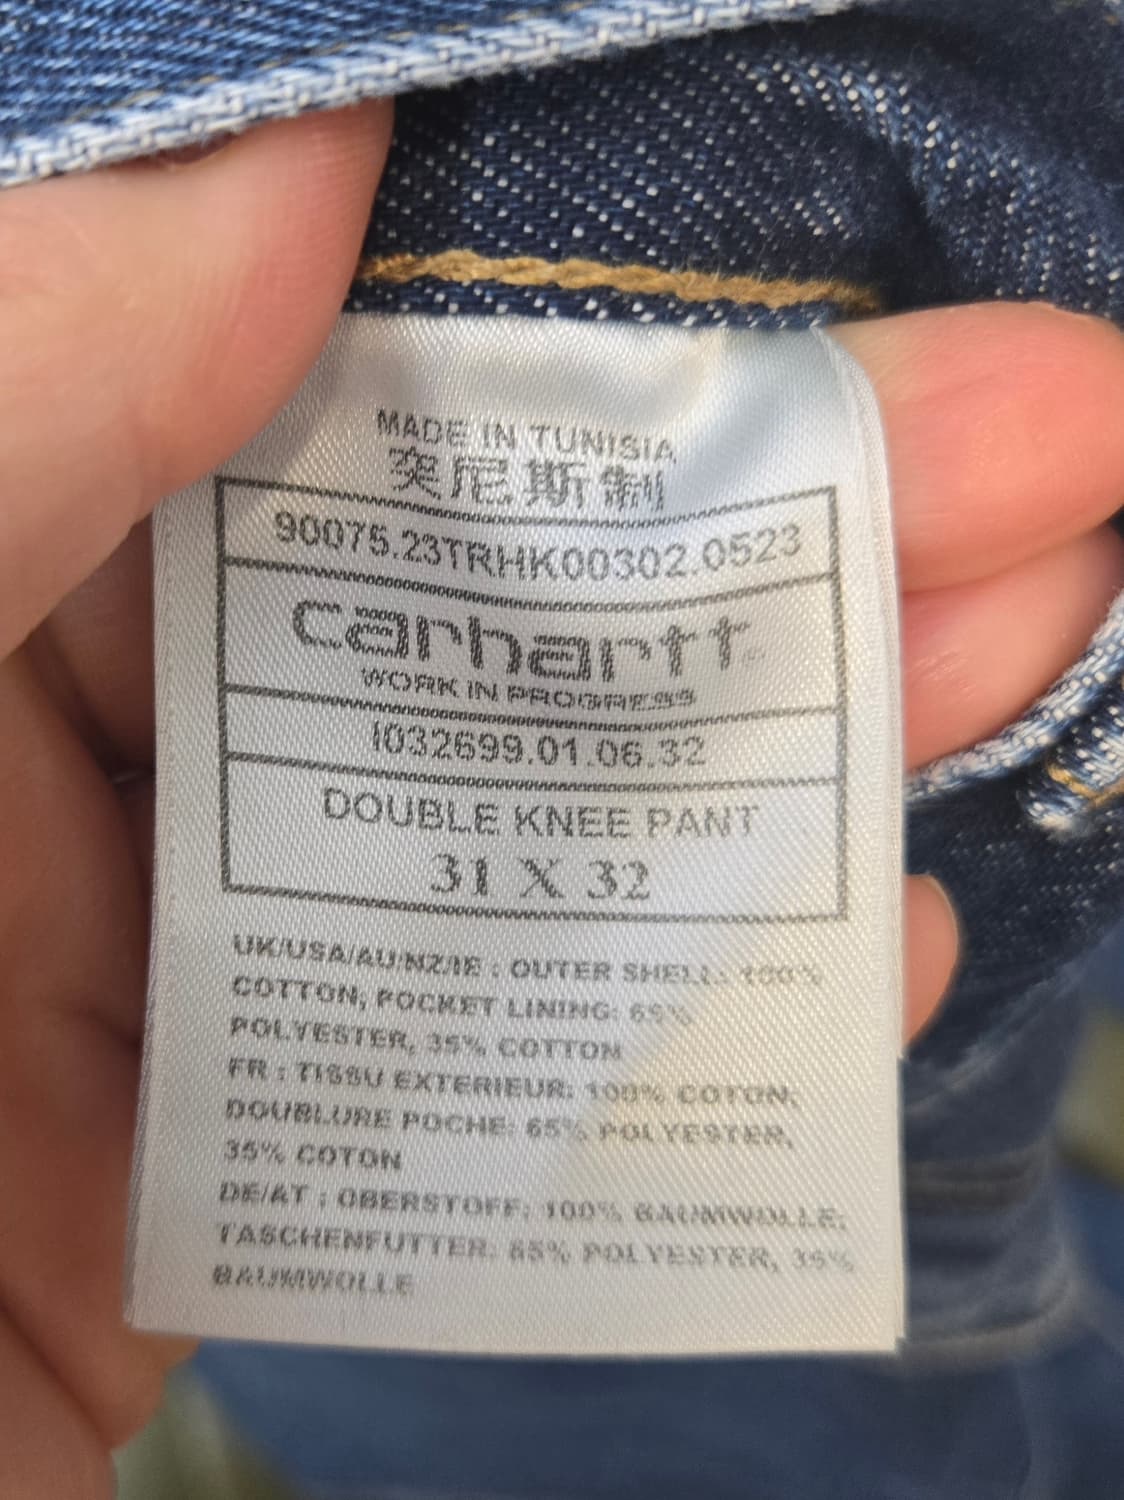 MADE IN TUNISIA
突尼斯制
90075.23TRHK00302.0523
carhartt
WORK IN PROGRESS
I032699.01.06.32
DOUBLE KNEE PANT
31 X 32
UK/USA/AU/NZ/IE : OUTER SHELL: 100%
COTTON; POCKET LINING: 65%
POLYESTER, 35% COTTON
FR : TISSU EXTERIEUR: 100% COTON;
DOUBLURE POCHE: 65% POLYESTER,
35% COTON
DE/AT : OBERSTOFF: 100% BAUMWOLLE;
TASCHENFUTTER: 65% POLYESTER, 35%
BAUMWOLLE